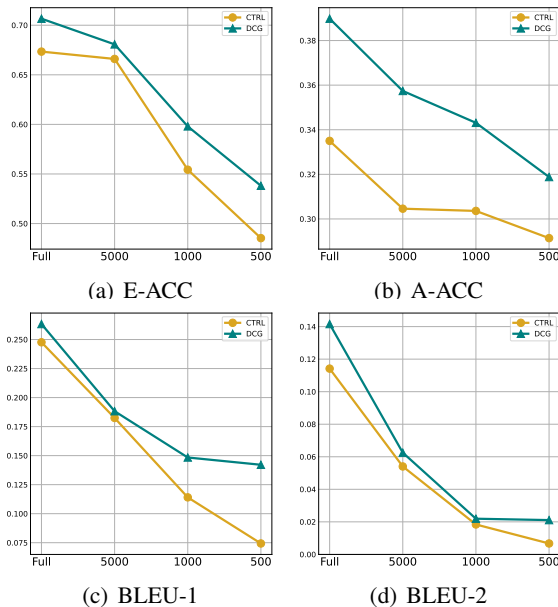 CTRL
DCG
0.70
0.65
0.60
0.55
0.50
Full 5000 1000 500
(a) E-ACC
CTRL
DCG
0.38
0.36
0.34
0.32
0.30
Full 5000 1000 500
(b) A-ACC
CTRL
DCG
0.250
0.225
0.200
0.175
0.150
0.125
0.100
0.075
Full 5000 1000 500
(c) BLEU-1
CTRL
DCG
0.14
0.12
0.10
0.08
0.06
0.04
0.02
0.00
Full 5000 1000 500
(d) BLEU-2